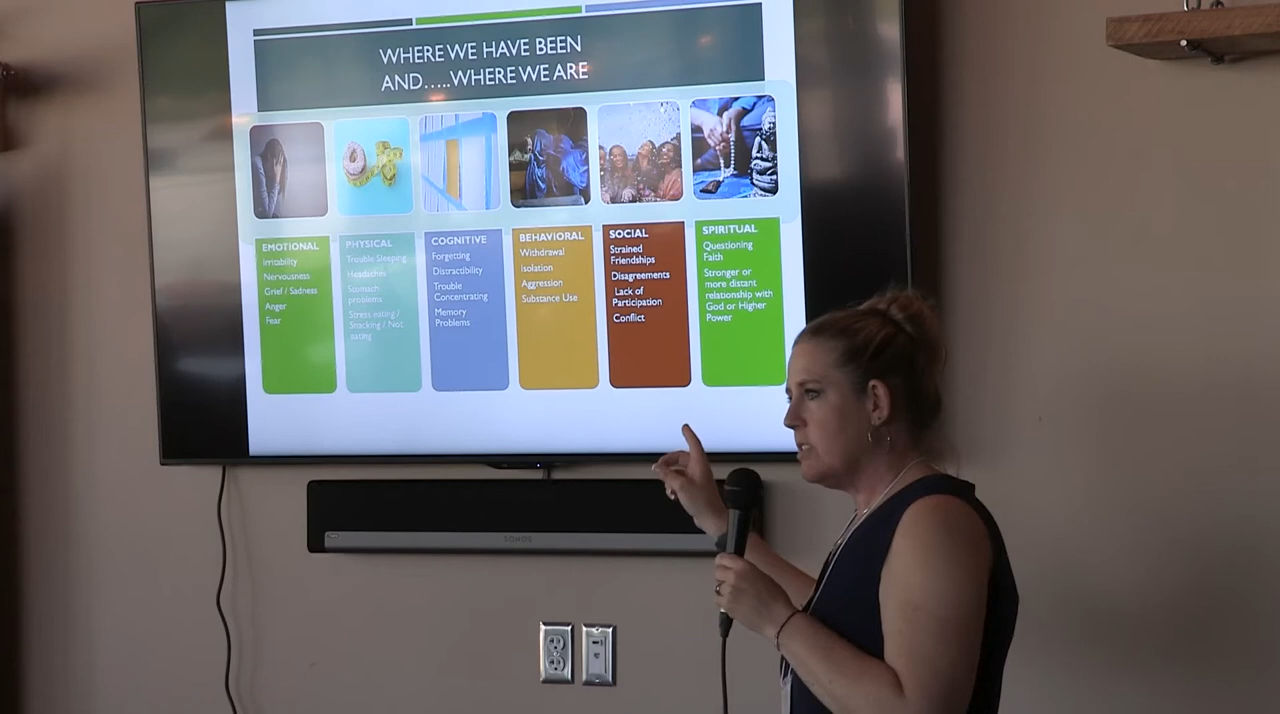 WHERE WE HAVE BEEN
AND.....WHERE WE ARE
EMOTIONAL
Irritability
Nervousness
Grief / Sadness
Anger
Fear
PHYSICAL
Trouble Sleeping
Headaches
Stomach
problems
Stress eating /
Snacking / Not
eating
COGNITIVE
Forgetting
Distractibility
Trouble
Concentrating
Memory
Problems
BEHAVIORAL
Withdrawal
Isolation
Aggression
Substance Use
SOCIAL
Strained
Friendships
Disagreements
Lack of
Participation
Conflict
SPIRITUAL
Questioning
Faith
Stronger or
more distant
relationship with
God or Higher
Power
SONOS